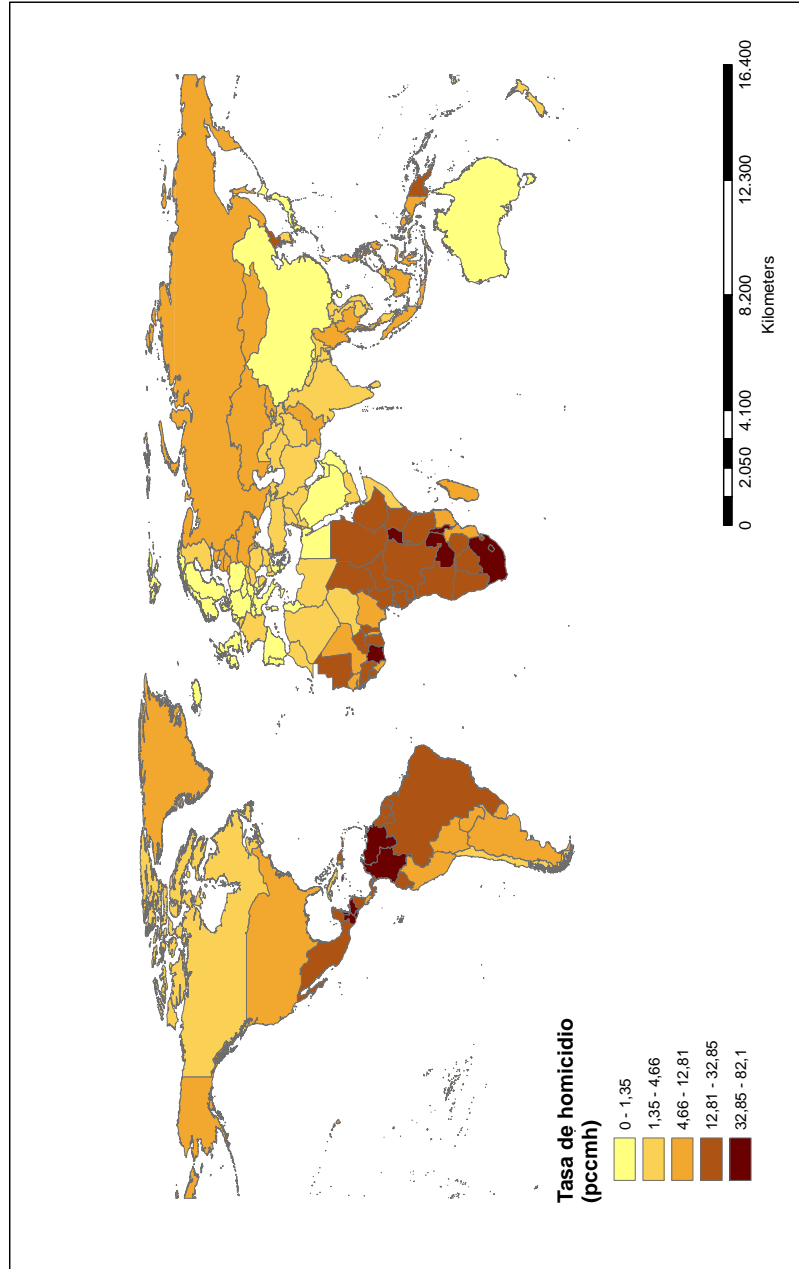 Tasa de homicidio
(pccmh)
0 - 1,35
1,35 - 4,66
4,66 - 12,81
12,81 - 32,85
32,85 - 82,1
0 2.050 4.100 8.200 12.300 16.400
Kilometers